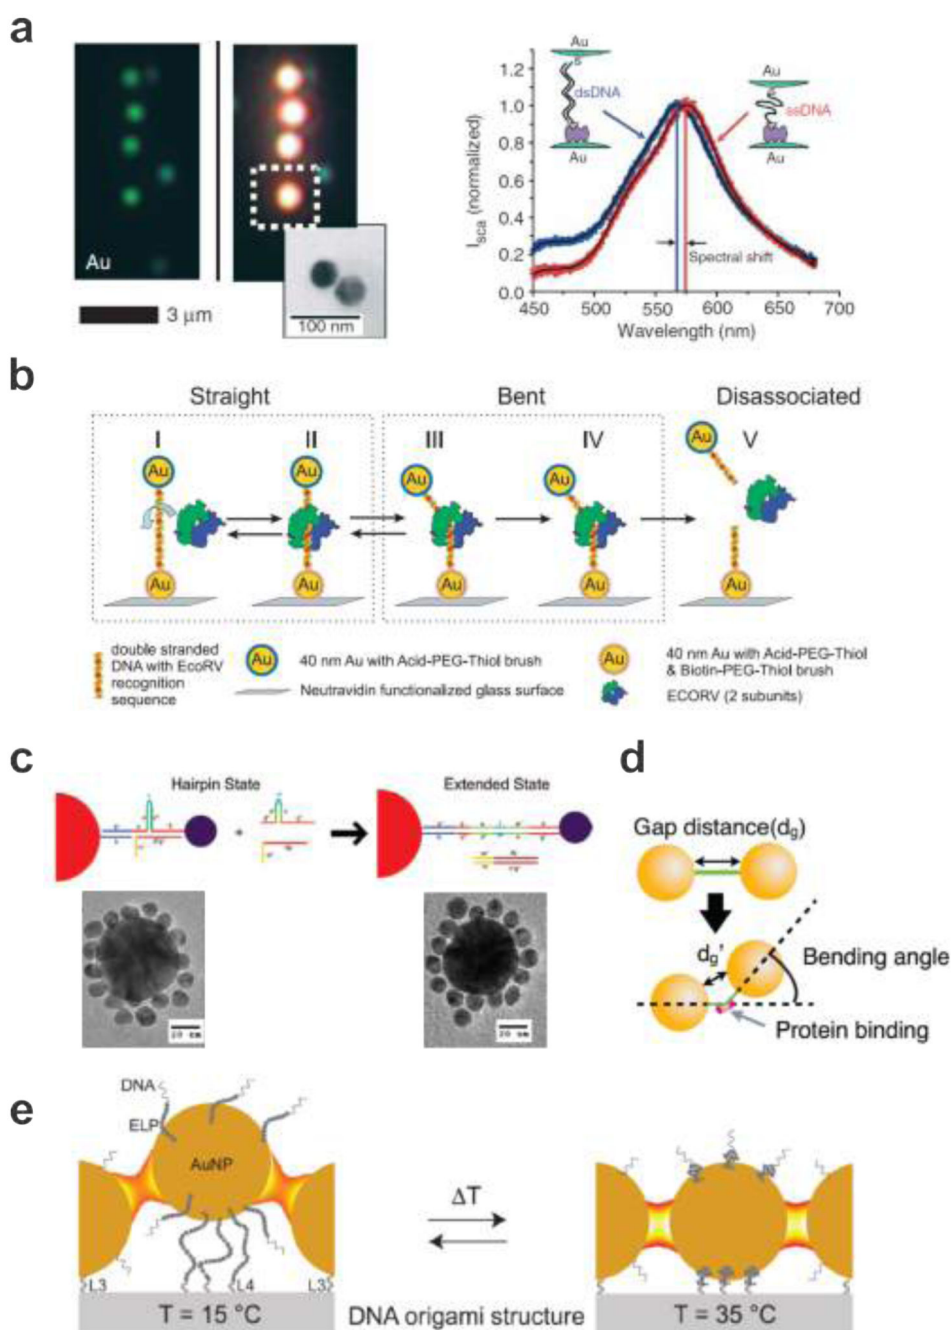 a
Au
3 μm
100 nm
I_sca (normalized)
1.2
1.0
0.8
0.6
0.4
0.2
0.0
450 500 550 600 650 700
Wavelength (nm)
Au
S
dsDNA
Au
Au
S
ssDNA
Au
Spectral shift
b
Straight Bent Disassociated
I II III IV V
Au Au Au Au Au
Au Au Au Au Au
double stranded
DNA with EcoRV
recognition
sequence
Au 40 nm Au with Acid-PEG-Thiol brush
Neutravidin functionalized glass surface
Au 40 nm Au with Acid-PEG-Thiol
& Biotin-PEG-Thiol brush
ECORV (2 subunits)
c
Hairpin State Extended State
+
20 nm
20 nm
d
Gap distance(dg)
dg'
Bending angle
Protein binding
e
DNA
ELP
AuNP
ΔT
L3 L4 L3
T = 15 °C DNA origami structure T = 35 °C